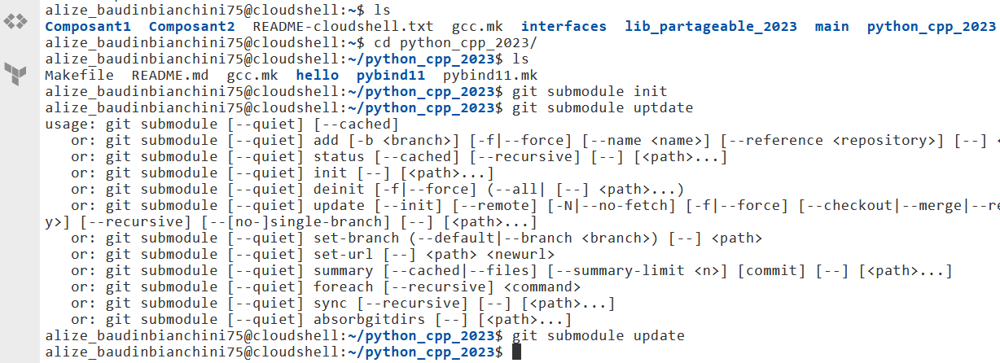 alize_baudinbianchini75@cloudshell:~$ ls
Composant1  Composant2  README-cloudshell.txt  gcc.mk  interfaces  lib_partageable_2023  main  python_cpp_2023
alize_baudinbianchini75@cloudshell:~$ cd python_cpp_2023/
alize_baudinbianchini75@cloudshell:~/python_cpp_2023$ ls
Makefile  README.md  gcc.mk  hello  pybind11  pybind11.mk
alize_baudinbianchini75@cloudshell:~/python_cpp_2023$ git submodule init
alize_baudinbianchini75@cloudshell:~/python_cpp_2023$ git submodule uptdate
usage: git submodule [--quiet] [--cached]
   or: git submodule [--quiet] add [-b <branch>] [-f|--force] [--name <name>] [--reference <repository>] [--] <
   or: git submodule [--quiet] status [--cached] [--recursive] [--] [<path>...]
   or: git submodule [--quiet] init [--] [<path>...]
   or: git submodule [--quiet] deinit [-f|--force] (--all| [--] <path>...)
   or: git submodule [--quiet] update [--init] [--remote] [-N|--no-fetch] [-f|--force] [--checkout|--merge|--re
y>] [--recursive] [--[no-]single-branch] [--] [<path>...]
   or: git submodule [--quiet] set-branch (--default|--branch <branch>) [--] <path>
   or: git submodule [--quiet] set-url [--] <path> <newurl>
   or: git submodule [--quiet] summary [--cached|--files] [--summary-limit <n>] [commit] [--] [<path>...]
   or: git submodule [--quiet] foreach [--recursive] <command>
   or: git submodule [--quiet] sync [--recursive] [--] [<path>...]
   or: git submodule [--quiet] absorbgitdirs [--] [<path>...]
alize_baudinbianchini75@cloudshell:~/python_cpp_2023$ git submodule update
alize_baudinbianchini75@cloudshell:~/python_cpp_2023$